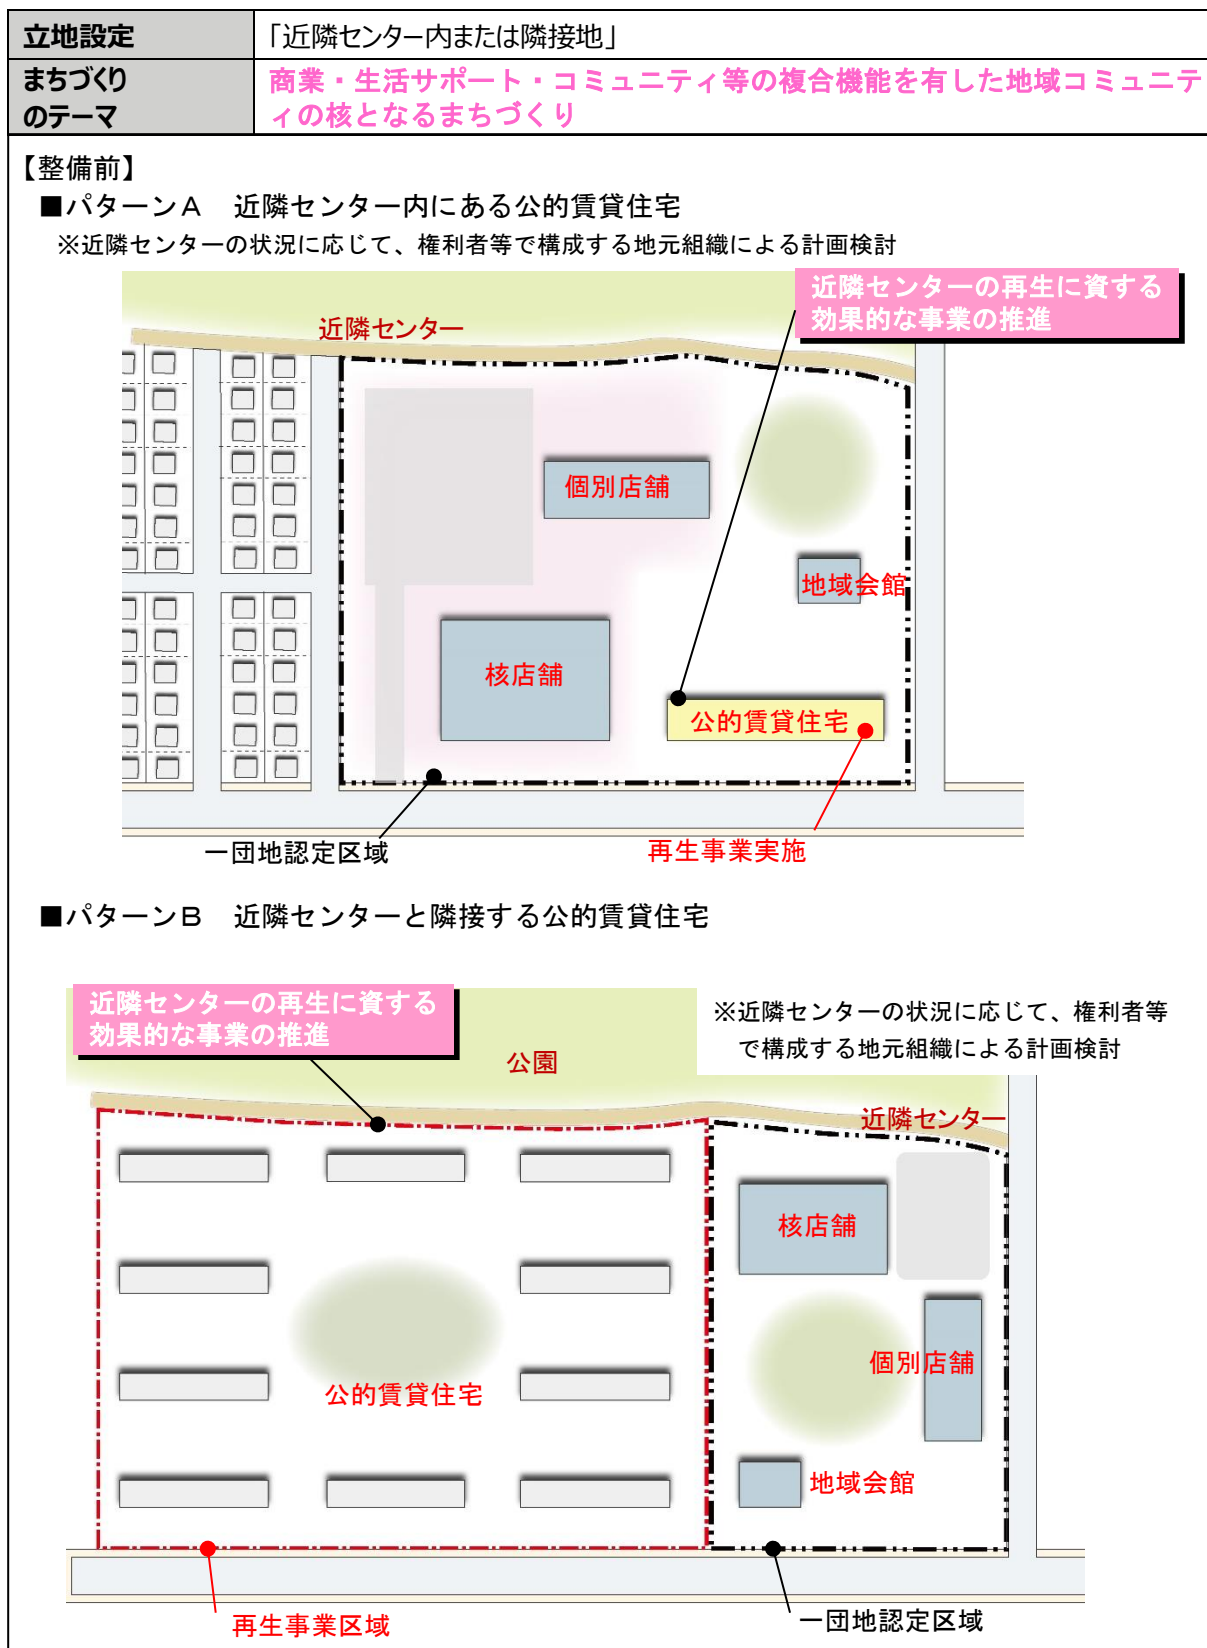 立地設定
「近隣センター内または隣接地」
まちづくり
のテーマ
商業・生活サポート・コミュニティ等の複合機能を有した地域コミュニテ
ィの核となるまちづくり
【整備前】
■パターンA　近隣センター内にある公的賃貸住宅
※近隣センターの状況に応じて、権利者等で構成する地元組織による計画検討
近隣センターの再生に資する
効果的な事業の推進
近隣センター
個別店舗
地域会館
核店舗
公的賃貸住宅
一団地認定区域
再生事業実施
■パターンB　近隣センターと隣接する公的賃貸住宅
近隣センターの再生に資する
効果的な事業の推進
※近隣センターの状況に応じて、権利者等
で構成する地元組織による計画検討
公園
近隣センター
核店舗
個別店舗
公的賃貸住宅
地域会館
再生事業区域
一団地認定区域